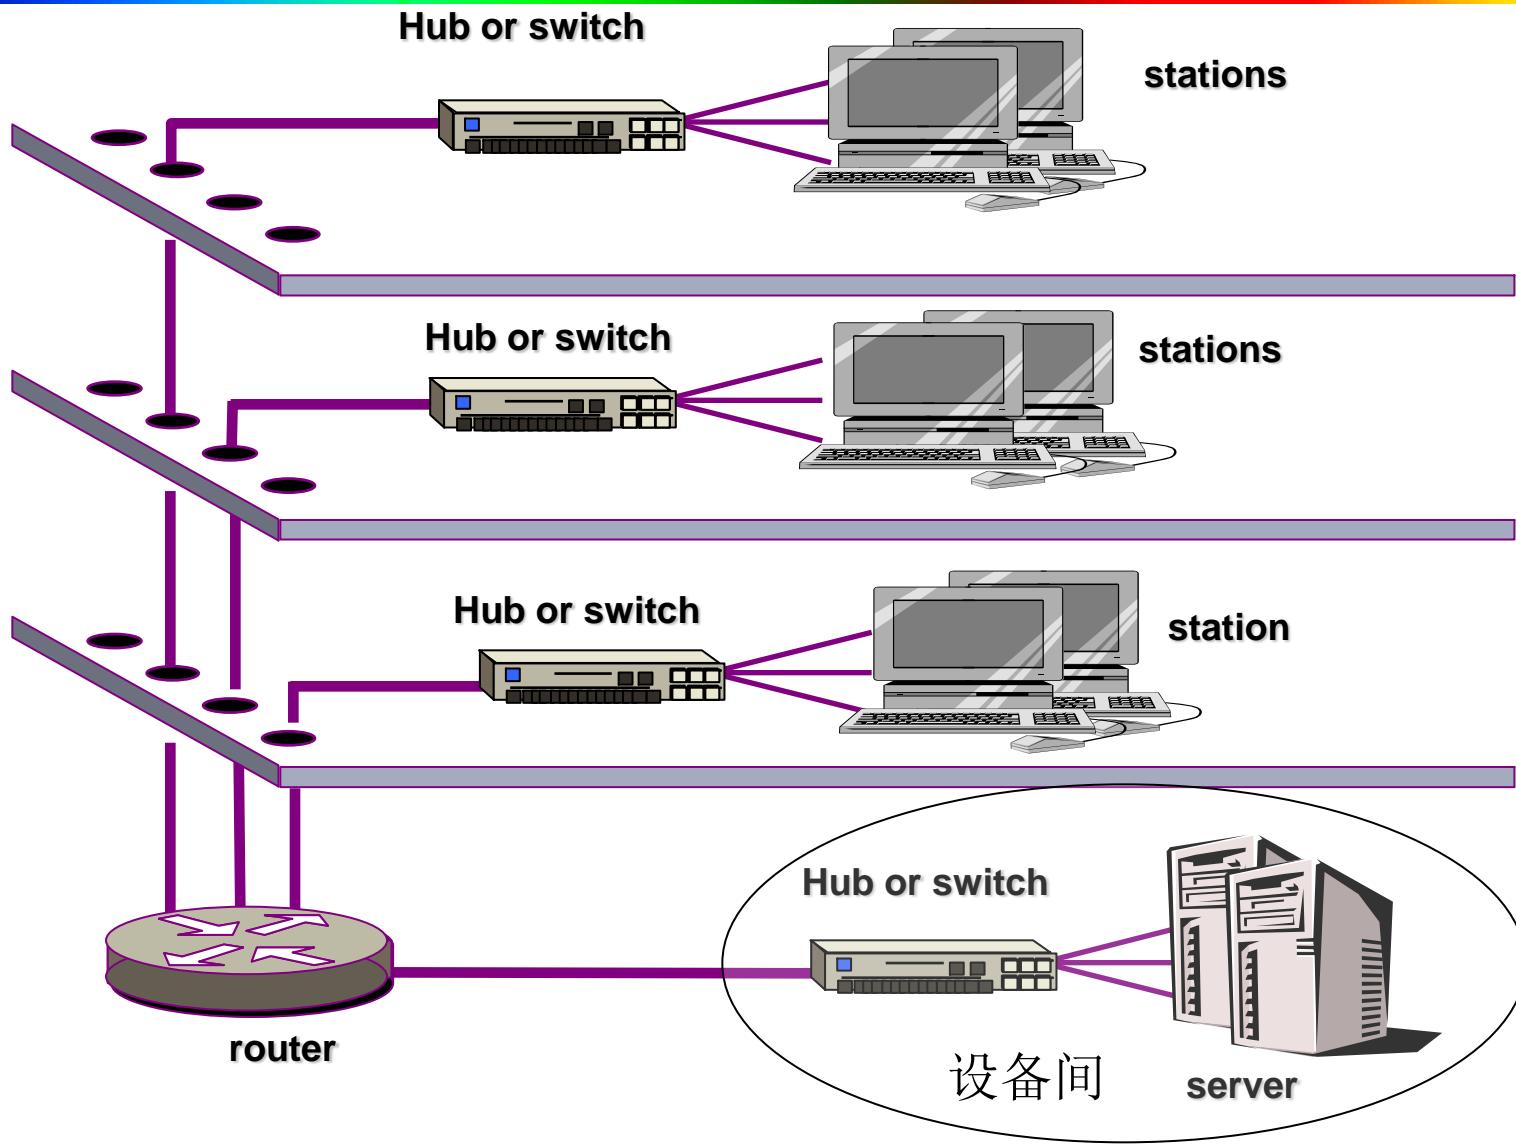 Hub or switch
stations
Hub or switch
stations
Hub or switch
station
Hub or switch
router
设备间
server